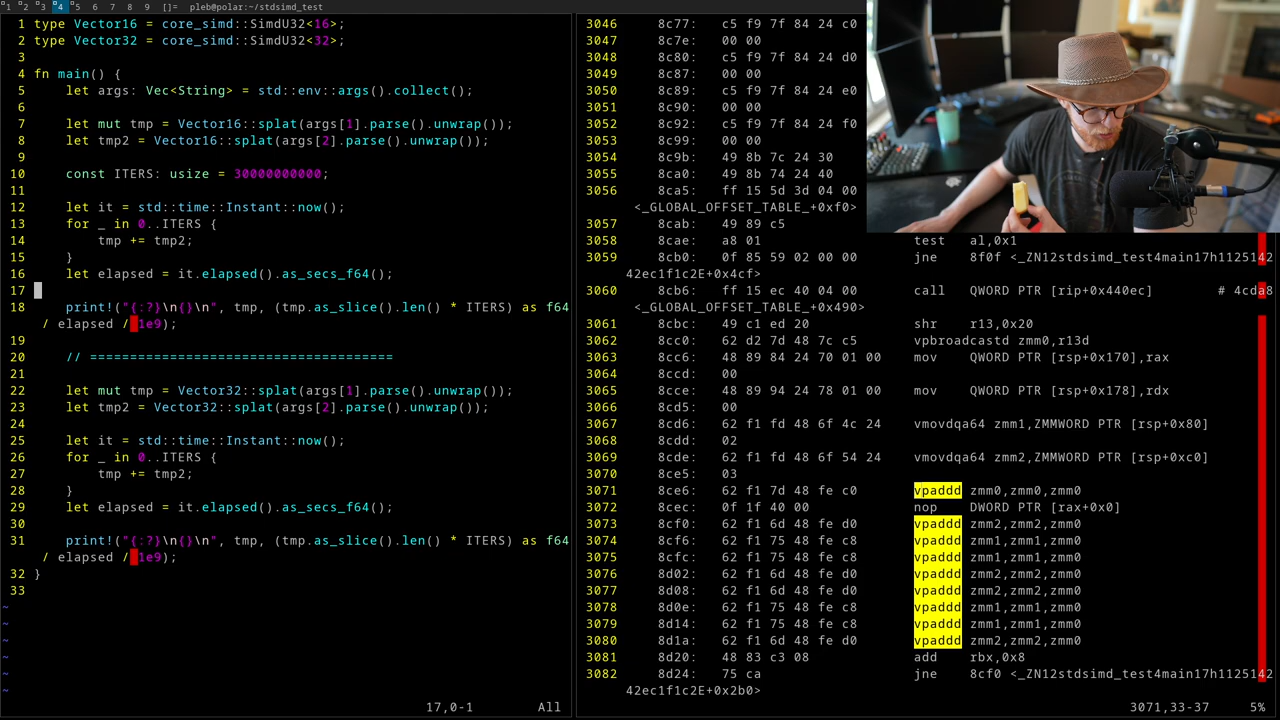 1 2 3 4 5 6 7 8 9 []= pleb@polar:~/stdsimd_test
1 type Vector16 = core_simd::SimdU32<16>;
2 type Vector32 = core_simd::SimdU32<32>;
3
4 fn main() {
5     let args: Vec<String> = std::env::args().collect();
6
7     let mut tmp = Vector16::splat(args[1].parse().unwrap());
8     let tmp2 = Vector16::splat(args[2].parse().unwrap());
9
10     const ITERS: usize = 30000000000;
11
12     let it = std::time::Instant::now();
13     for _ in 0..ITERS {
14         tmp += tmp2;
15     }
16     let elapsed = it.elapsed().as_secs_f64();
17
18     print!("{:?}\n{}\n", tmp, (tmp.as_slice().len() * ITERS) as f64
/ elapsed / 1e9);
19
20     // ======================================
21
22     let mut tmp = Vector32::splat(args[1].parse().unwrap());
23     let tmp2 = Vector32::splat(args[2].parse().unwrap());
24
25     let it = std::time::Instant::now();
26     for _ in 0..ITERS {
27         tmp += tmp2;
28     }
29     let elapsed = it.elapsed().as_secs_f64();
30
31     print!("{:?}\n{}\n", tmp, (tmp.as_slice().len() * ITERS) as f64
/ elapsed / 1e9);
32 }
33
~
~
~
~
~
~
17,0-1 All
3046 8c77: c5 f9 7f 84 24 c0
3047 8c7e: 00 00
3048 8c80: c5 f9 7f 84 24 d0
3049 8c87: 00 00
3050 8c89: c5 f9 7f 84 24 e0
3051 8c90: 00 00
3052 8c92: c5 f9 7f 84 24 f0
3053 8c99: 00 00
3054 8c9b: 49 8b 7c 24 30
3055 8ca0: 49 8b 74 24 40
3056 8ca5: ff 15 5d 3d 04 00
<_GLOBAL_OFFSET_TABLE_+0xf0>
3057 8cab: 49 89 c5
3058 8cae: a8 01 test al,0x1
3059 8cb0: 0f 85 59 02 00 00 jne 8f0f <_ZN12stdsimd_test4main17h1125142
42ec1f1c2E+0x4cf>
3060 8cb6: ff 15 ec 40 04 00 call QWORD PTR [rip+0x440ec] # 4cda8
<_GLOBAL_OFFSET_TABLE_+0x490>
3061 8cbc: 49 c1 ed 20 shr r13,0x20
3062 8cc0: 62 d2 7d 48 7c c5 vpbroadcastd zmm0,r13d
3063 8cc6: 48 89 84 24 70 01 00 mov QWORD PTR [rsp+0x170],rax
3064 8ccd: 00
3065 8cce: 48 89 94 24 78 01 00 mov QWORD PTR [rsp+0x178],rdx
3066 8cd5: 00
3067 8cd6: 62 f1 fd 48 6f 4c 24 vmovdqa64 zmm1,ZMMWORD PTR [rsp+0x80]
3068 8cdd: 02
3069 8cde: 62 f1 fd 48 6f 54 24 vmovdqa64 zmm2,ZMMWORD PTR [rsp+0xc0]
3070 8ce5: 03
3071 8ce6: 62 f1 7d 48 fe c0 vpaddd zmm0,zmm0,zmm0
3072 8cec: 0f 1f 40 00 nop DWORD PTR [rax+0x0]
3073 8cf0: 62 f1 6d 48 fe d0 vpaddd zmm2,zmm2,zmm0
3074 8cf6: 62 f1 75 48 fe c8 vpaddd zmm1,zmm1,zmm0
3075 8cfc: 62 f1 75 48 fe c8 vpaddd zmm1,zmm1,zmm0
3076 8d02: 62 f1 6d 48 fe d0 vpaddd zmm2,zmm2,zmm0
3077 8d08: 62 f1 6d 48 fe d0 vpaddd zmm2,zmm2,zmm0
3078 8d0e: 62 f1 75 48 fe c8 vpaddd zmm1,zmm1,zmm0
3079 8d14: 62 f1 75 48 fe c8 vpaddd zmm1,zmm1,zmm0
3080 8d1a: 62 f1 6d 48 fe d0 vpaddd zmm2,zmm2,zmm0
3081 8d20: 48 83 c3 08 add rbx,0x8
3082 8d24: 75 ca jne 8cf0 <_ZN12stdsimd_test4main17h1125142
42ec1f1c2E+0x2b0>
3071,33-37 5%